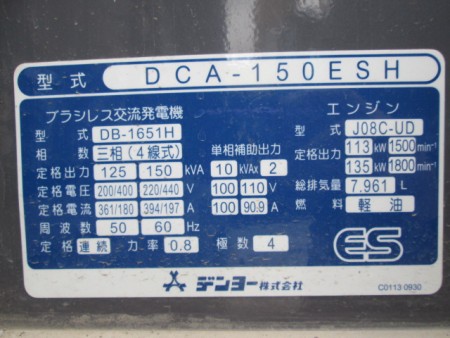 型式 DCA-150ESH
ブラシレス交流発電機
型式 DB-1651H
相数 三相(4線式) 単相補助出力
定格出力 125 150 kVA 10 kVAx 2
定格電圧 200/400 220/440 V 100 110 V
定格電流 361/180 394/197 A 100 90.9 A
周波数 50 60 Hz
定格 連続 力率 0.8 極数 4
エンジン
型式 J08C-UD
定格出力 113 kW 1500 min⁻¹
135 kW 1800 min⁻¹
総排気量 7.961 L
燃料 軽油
ES
デンヨー株式会社
C0113 0930